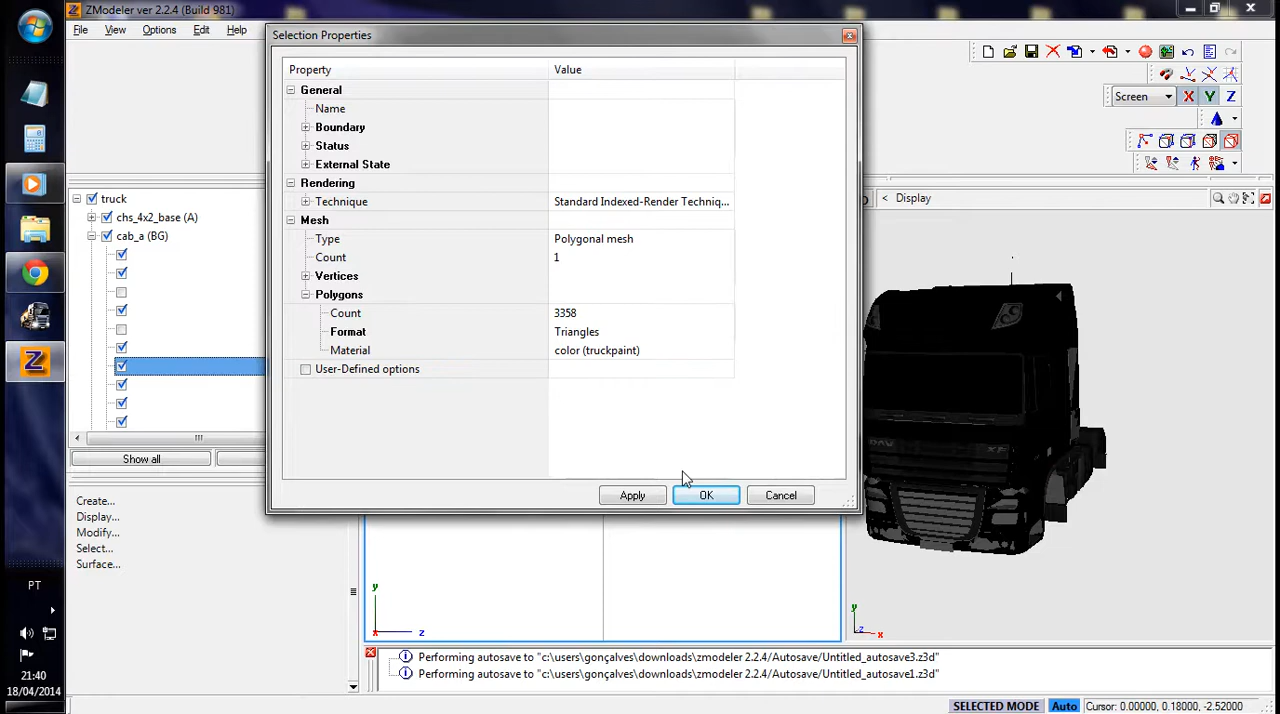 ZModeler ver 2.2.4 (Build 981)
File View Options Edit Help
Selection Properties
Property Value
General
Name
Boundary
Status
External State
Rendering
Technique Standard Indexed-Render Techniq...
Mesh
Type Polygonal mesh
Count 1
Vertices
Polygons
Count 3358
Format Triangles
Material color (truckpaint)
User-Defined options
Apply OK Cancel
Screen X Y Z
< Display
truck
chs_4x2_base (A)
cab_a (BG)
Show all
Create...
Display...
Modify...
Select...
Surface...
XF
y
x z
y
z x
Performing autosave to "c:\users\gonçalves\downloads\zmodeler 2.2.4/Autosave/Untitled_autosave3.z3d"
Performing autosave to "c:\users\gonçalves\downloads\zmodeler 2.2.4/Autosave/Untitled_autosave1.z3d"
SELECTED MODE Auto Cursor: 0.00000, 0.18000, -2.52000
PT
21:40
18/04/2014